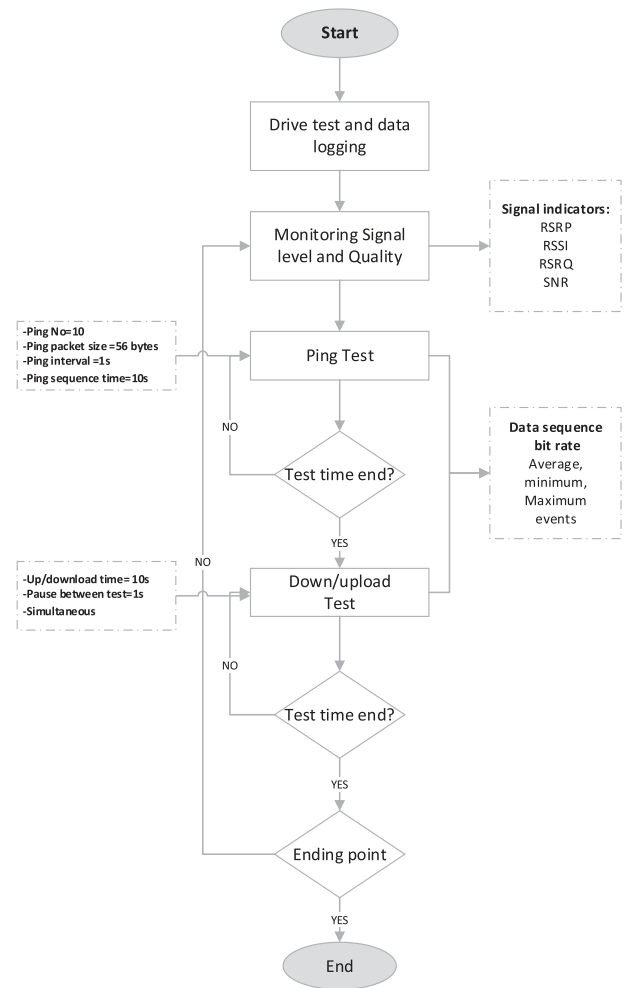 Start
Drive test and data
logging
Monitoring Signal
level and Quality
Signal indicators:
RSRP
RSSI
RSRQ
SNR
-Ping No=10
-Ping packet size =56 bytes
-Ping interval =1s
-Ping sequence time=10s
Ping Test
NO
Test time end?
Data sequence
bit rate
Average,
minimum,
Maximum
events
YES
NO
-Up/download time= 10s
-Pause between test=1s
-Simultaneous
Down/upload
Test
NO
Test time end?
YES
Ending point
YES
End